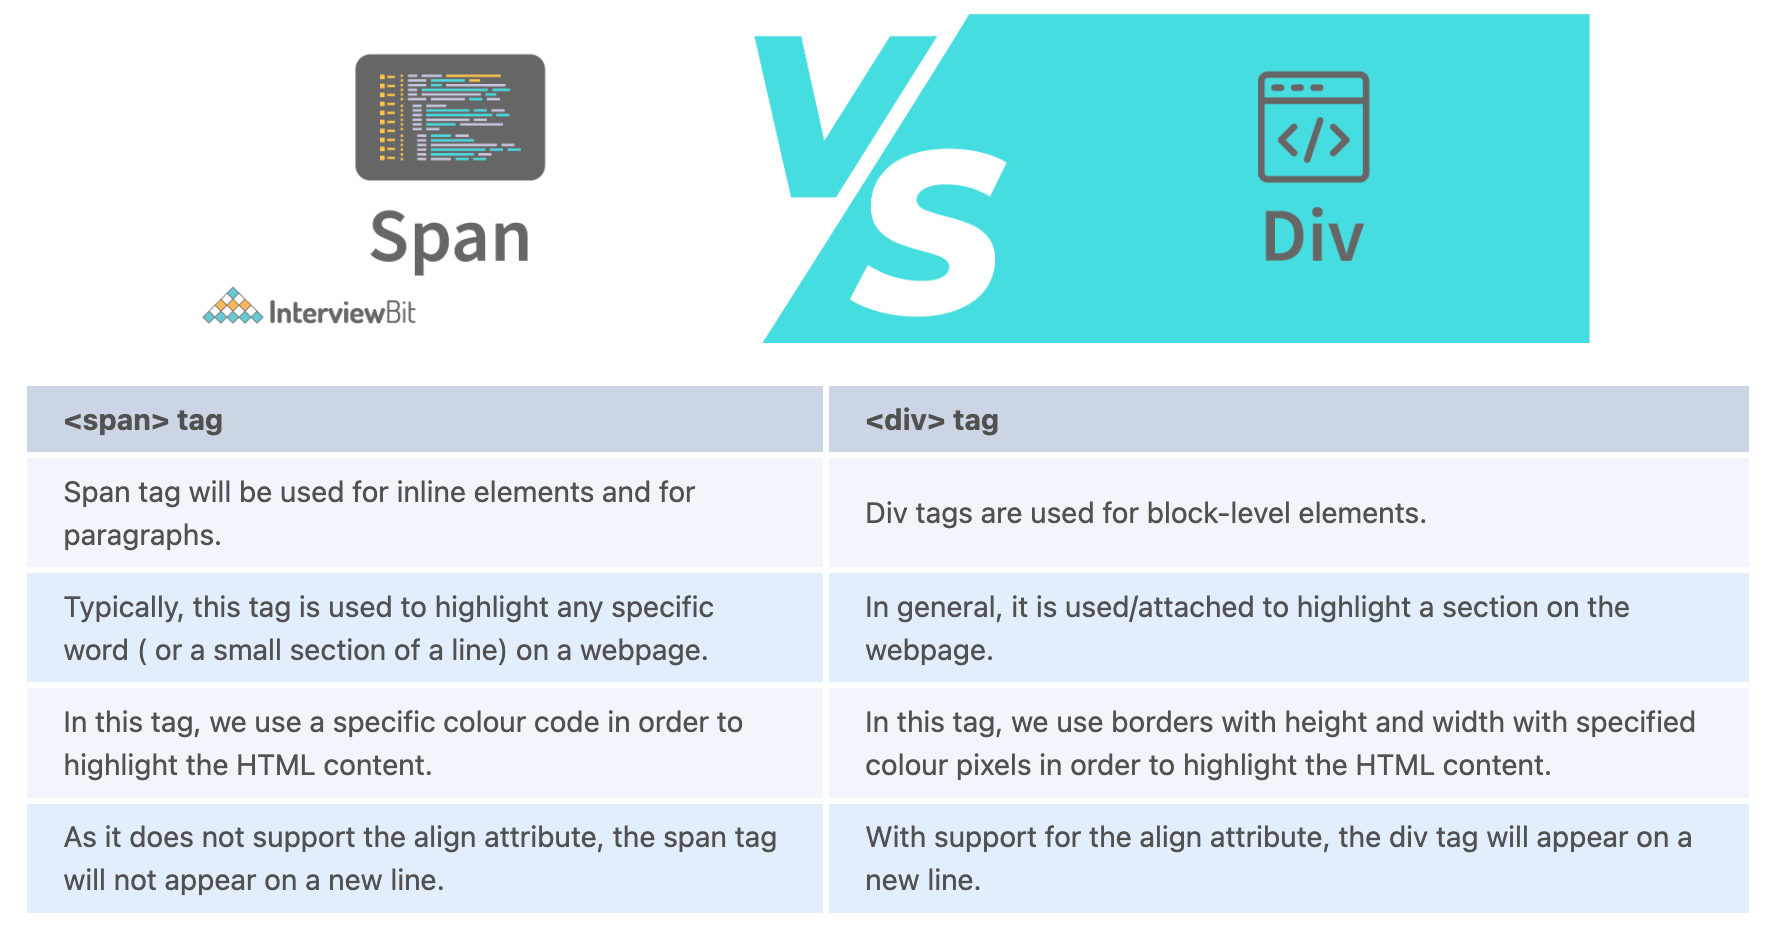 VS
Span
Div
InterviewBit
<span> tag
<div> tag
Span tag will be used for inline elements and for
paragraphs.
Div tags are used for block-level elements.
Typically, this tag is used to highlight any specific
word ( or a small section of a line) on a webpage.
In general, it is used/attached to highlight a section on the
webpage.
In this tag, we use a specific colour code in order to
highlight the HTML content.
In this tag, we use borders with height and width with specified
colour pixels in order to highlight the HTML content.
As it does not support the align attribute, the span tag
will not appear on a new line.
With support for the align attribute, the div tag will appear on a
new line.